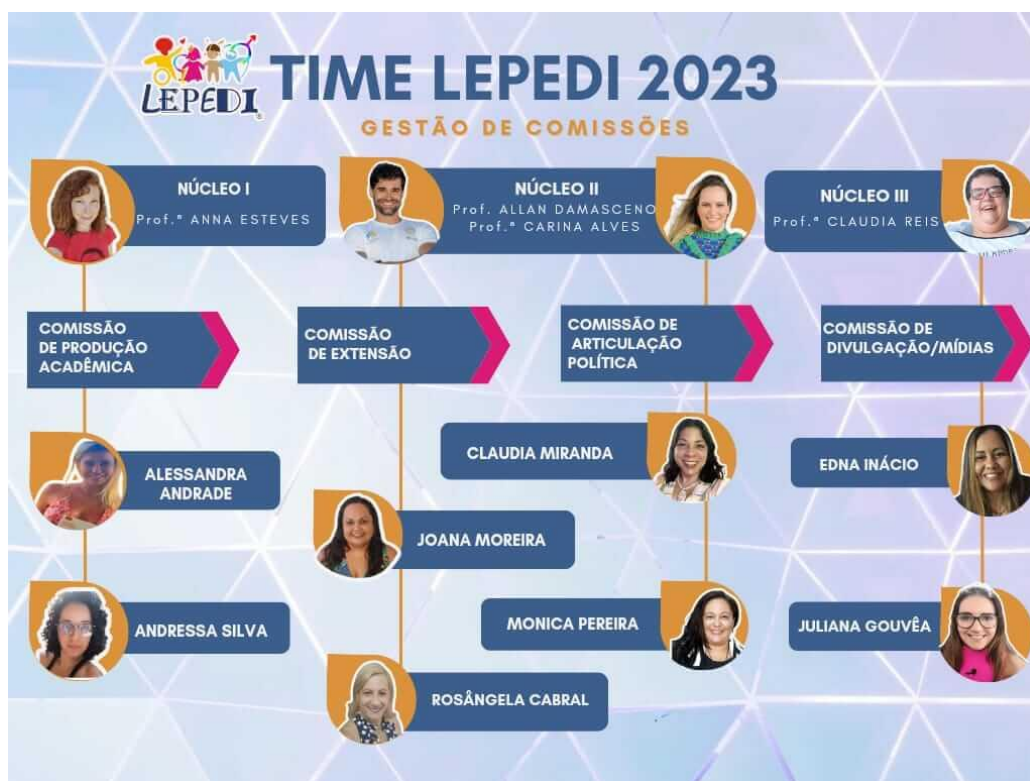 LEPEDI
TIME LEPEDI 2023
GESTÃO DE COMISSÕES
NÚCLEO I
Prof.ª ANNA ESTEVES
NÚCLEO II
Prof. ALLAN DAMASCENO
Prof.ª CARINA ALVES
NÚCLEO III
Prof.ª CLAUDIA REIS
COMISSÃO
DE PRODUÇÃO
ACADÊMICA
COMISSÃO
DE EXTENSÃO
COMISSÃO DE
ARTICULAÇÃO
POLÍTICA
COMISSÃO DE
DIVULGAÇÃO/MÍDIAS
ALESSANDRA
ANDRADE
CLAUDIA MIRANDA
EDNA INÁCIO
JOANA MOREIRA
ANDRESSA SILVA
MONICA PEREIRA
JULIANA GOUVÊA
ROSÂNGELA CABRAL